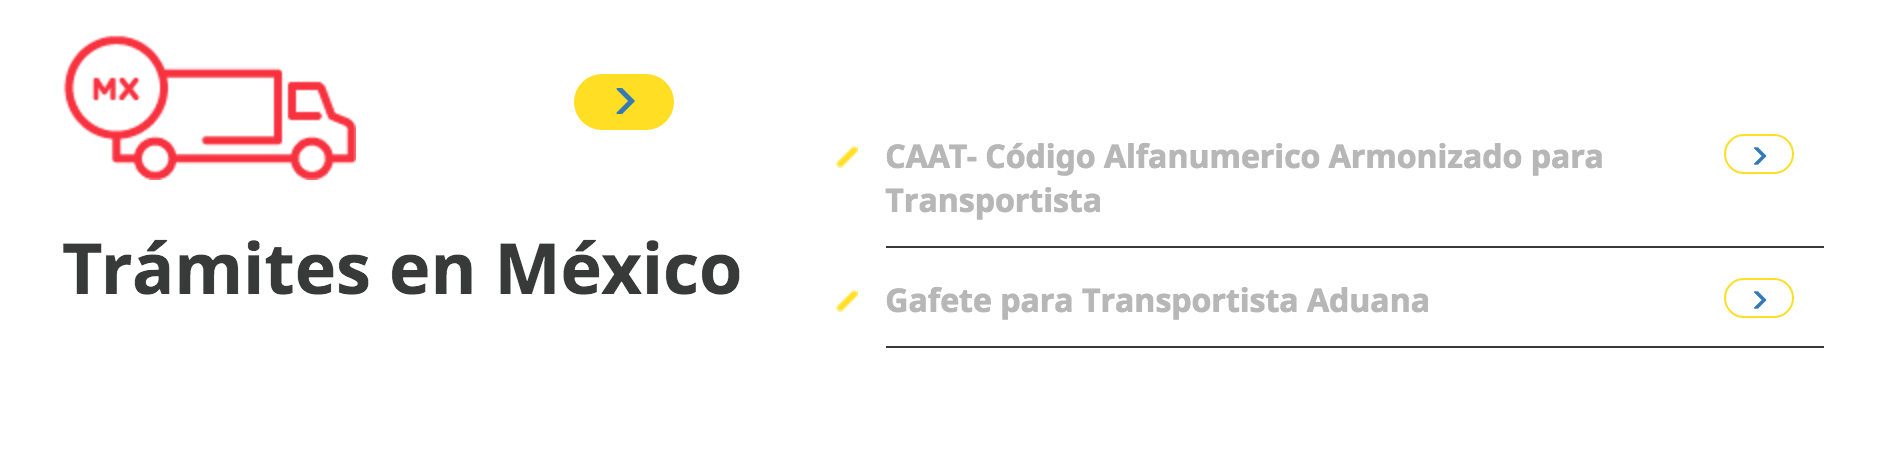 MX
Trámites en México
CAAT- Código Alfanumerico Armonizado para
Transportista
Gafete para Transportista Aduana